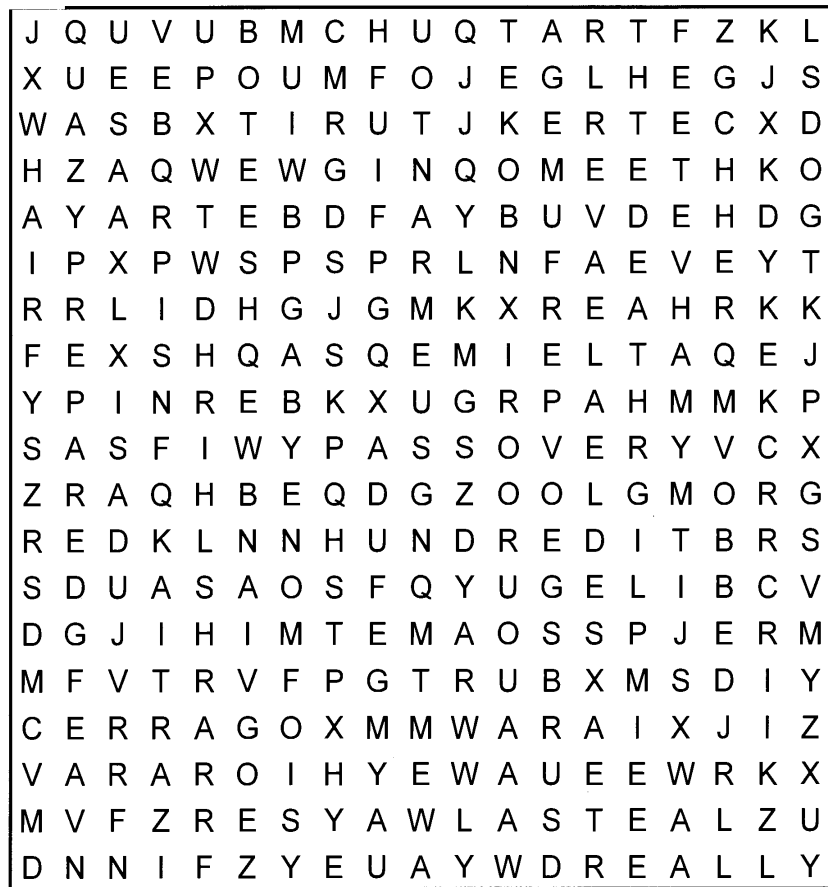 J Q U V U B M C H U Q T A R T F Z K L
X U E E P O U M F O J E G L H E G J S
W A S B X T I R U T J K E R T E C X D
H Z A Q W E W G I N Q O M E E T H K O
A Y A R T E B D F A Y B U V D E H D G
I P X P W S P S P R L N F A E V E Y T
R R L I D H G J G M K X R E A H R K K
F E X S H Q A S Q E M I E L T A Q E J
Y P I N R E B K X U G R P A H M M K P
S A S F I W Y P A S S O V E R Y V C X
Z R A Q H B E Q D G Z O O L G M O R G
R E D K L N N H U N D R E D I T B R S
S D U A S A O S F Q Y U G E L I B C V
D G J I H I M T E M A O S S P J E R M
M F V T R V F P G T R U B X M S D I Y
C E R R A G O X M M W A R A I X J I Z
V A R A R O I H Y E W A U E E W R K X
M V F Z R E S Y A W L A S T E A L Z U
D N N I F Z Y E U A Y W D R E A L L Y